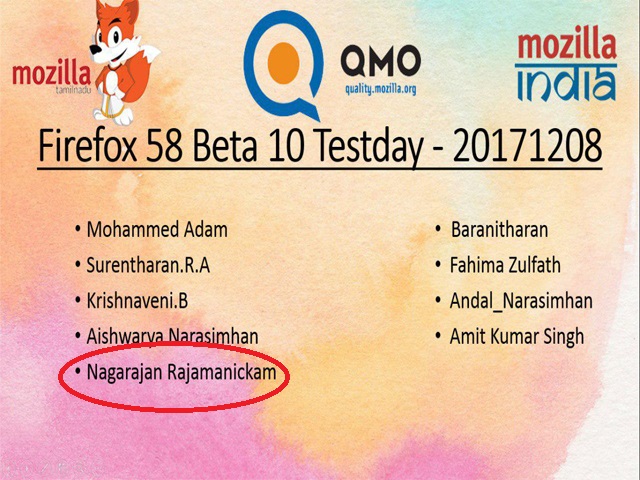 mozilla
tamilnadu
QMO
quality.mozilla.org
mozilla
india
Firefox 58 Beta 10 Testday - 20171208
• Mohammed Adam
• Surentharan.R.A
• Krishnaveni.B
• Aishwarya Narasimhan
• Nagarajan Rajamanickam
• Baranitharan
• Fahima Zulfath
• Andal_Narasimhan
• Amit Kumar Singh